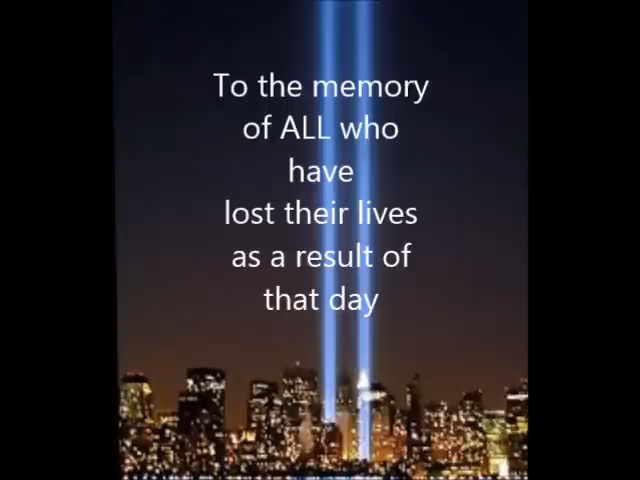 To the memory
of ALL who
have
lost their lives
as a result of
that day